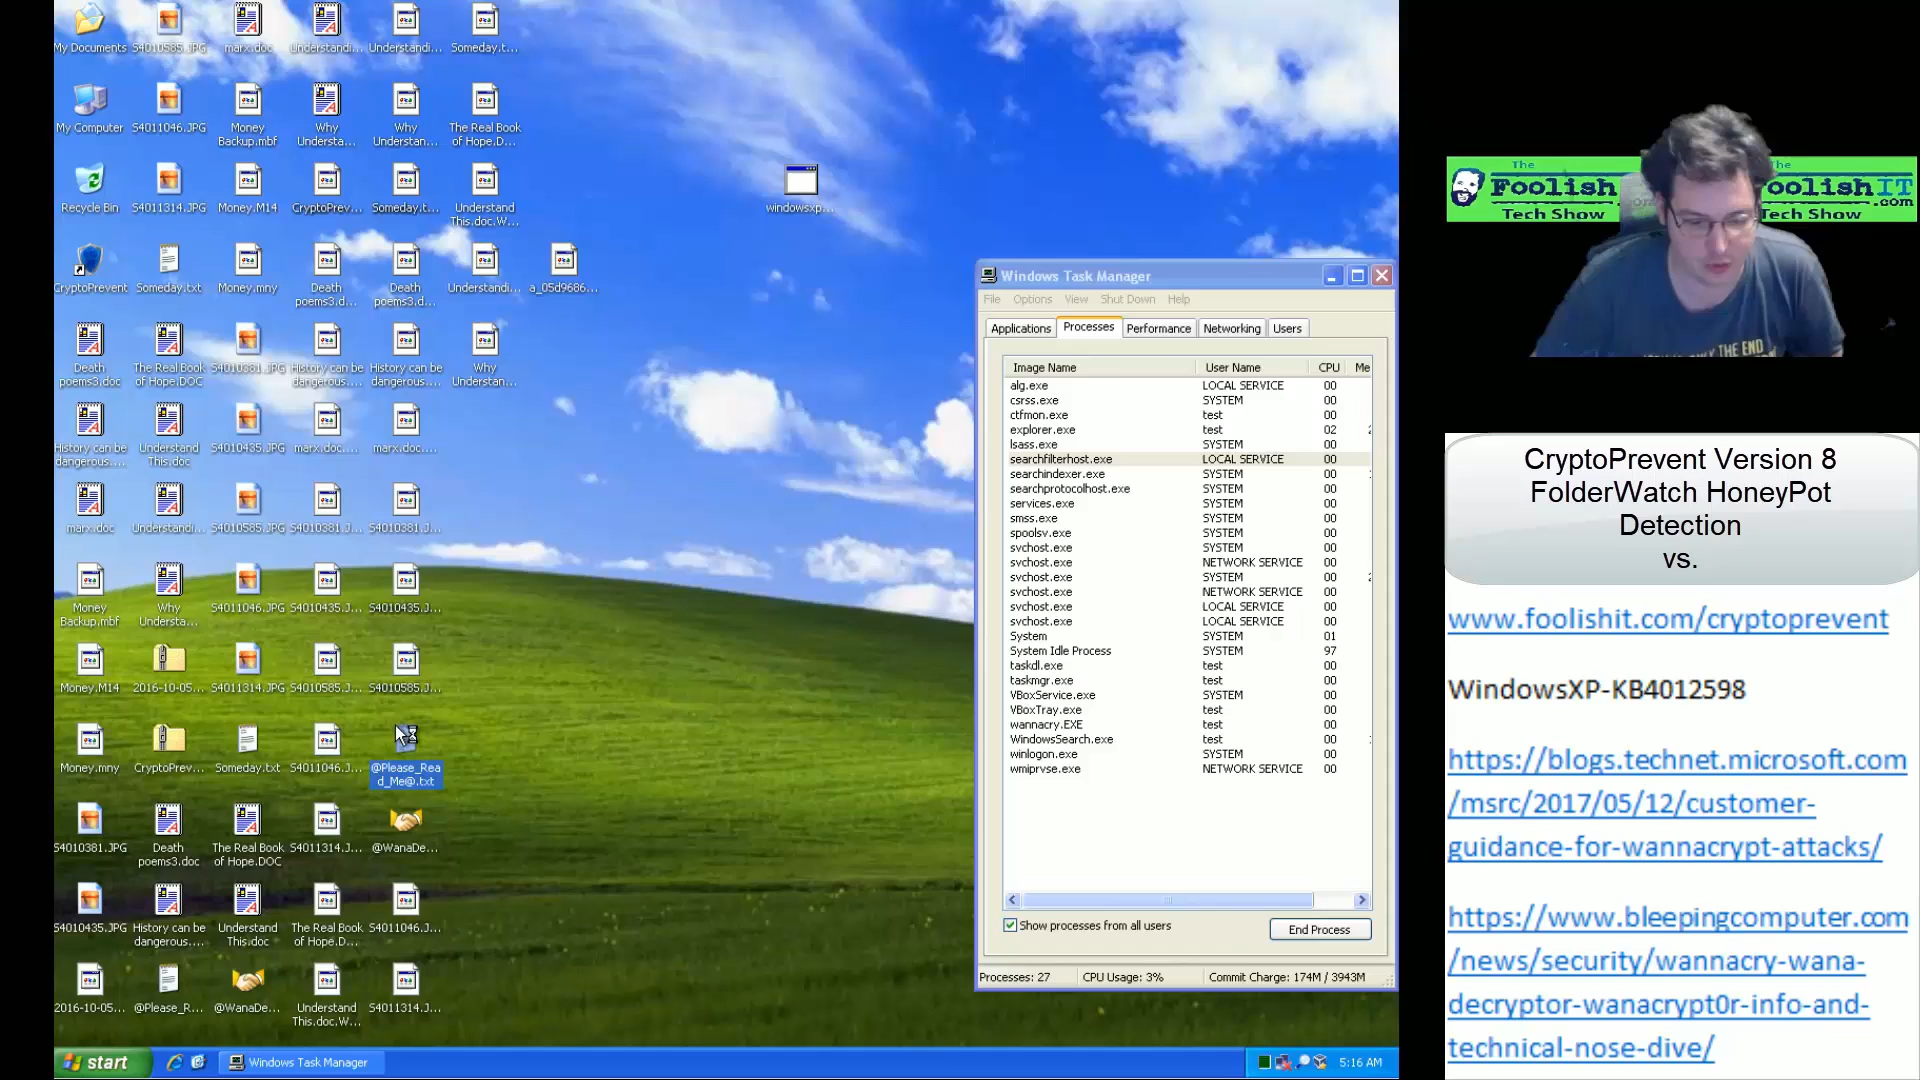 My Documents
S4010585.JPG
marx.doc
Understandi...
Understandi...
Someday.t...
My Computer
S4011046.JPG
Money
Backup.mbf
Why
Understa...
Why
Understan...
The Real Book
of Hope.D...
Recycle Bin
S4011314.JPG
Money.M14
CryptoPrev...
Someday.t...
Understand
This.doc.W...
windowsxp...
CryptoPrevent
Someday.txt
Money.mny
Death
poems3.d...
Death
poems3.d...
Understandi...
a_05d9686...
Death
poems3.doc
The Real Book
of Hope.DOC
S4010381.JPG
History can be
dangerous....
History can be
dangerous....
Why
Understan...
History can be
dangerous....
Understand
This.doc
S4010435.JPG
marx.doc....
marx.doc....
marx.doc
Understandi...
S4010585.JPG
S4010381.J...
S4010381.J...
Money
Backup.mbf
Why
Understa...
S4011046.JPG
S4010435.J...
S4010435.J...
Money.M14
2016-10-05...
S4011314.JPG
S4010585.J...
S4010585.J...
Money.mny
CryptoPrev...
Someday.txt
S4011046.J...
@Please_Rea
d_Me@.txt
S4010381.JPG
Death
poems3.doc
The Real Book
of Hope.DOC
S4011314.J...
@WanaDe...
S4010435.JPG
History can be
dangerous....
Understand
This.doc
The Real Book
of Hope.D...
S4011046.J...
2016-10-05...
@Please_R...
@WanaDe...
Understand
This.doc.W...
S4011314.J...
Windows Task Manager
File Options View Shut Down Help
Applications Processes Performance Networking Users
Image Name User Name CPU Me
alg.exe LOCAL SERVICE 00
csrss.exe SYSTEM 00
ctfmon.exe test 00
explorer.exe test 02
lsass.exe SYSTEM 00
searchfilterhost.exe LOCAL SERVICE 00
searchindexer.exe SYSTEM 00
searchprotocolhost.exe SYSTEM 00
services.exe SYSTEM 00
smss.exe SYSTEM 00
spoolsv.exe SYSTEM 00
svchost.exe SYSTEM 00
svchost.exe NETWORK SERVICE 00
svchost.exe SYSTEM 00
svchost.exe NETWORK SERVICE 00
svchost.exe LOCAL SERVICE 00
svchost.exe LOCAL SERVICE 00
System SYSTEM 01
System Idle Process SYSTEM 97
taskdl.exe test 00
taskmgr.exe test 00
VBoxService.exe SYSTEM 00
VBoxTray.exe test 00
wannacry.EXE test 00
WindowsSearch.exe test 00
winlogon.exe SYSTEM 00
wmiprvse.exe NETWORK SERVICE 00
Show processes from all users
End Process
Processes: 27 CPU Usage: 3% Commit Charge: 174M / 3943M
start
Windows Task Manager
5:16 AM
The
Foolish
Tech Show
The
oolishIT
.com
Tech Show
THE END
CryptoPrevent Version 8
FolderWatch HoneyPot
Detection
vs.
www.foolishit.com/cryptoprevent
WindowsXP-KB4012598
https://blogs.technet.microsoft.com
/msrc/2017/05/12/customer-
guidance-for-wannacrypt-attacks/
https://www.bleepingcomputer.com
/news/security/wannacry-wana-
decryptor-wanacrypt0r-info-and-
technical-nose-dive/